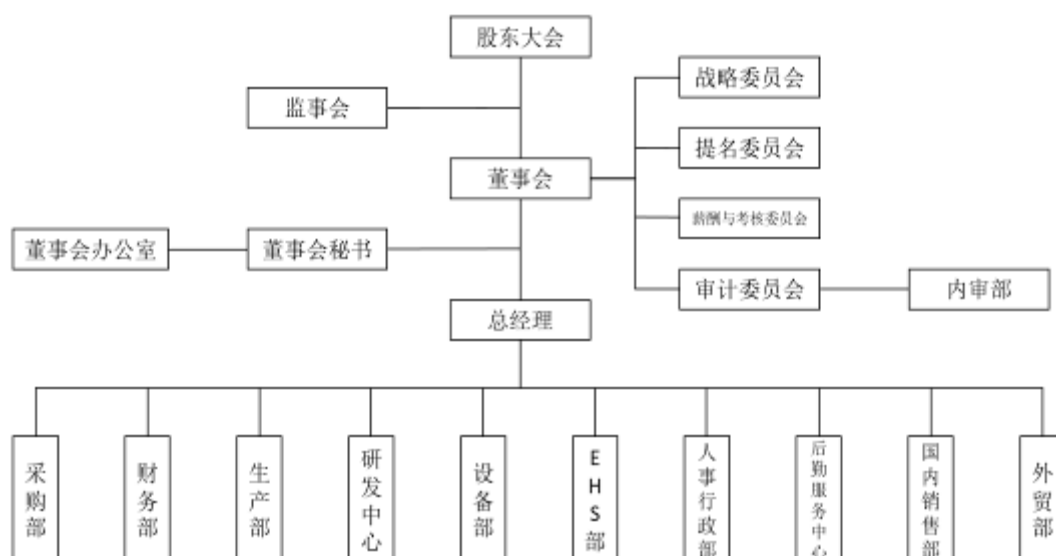 股东大会
战略委员会
监事会
提名委员会
董事会
薪酬与考核委员会
董事会办公室
董事会秘书
审计委员会
内审部
总经理
采购部
财务部
生产部
研发中心
设备部
EHS部
人事行政部
后勤服务中心
国内销售部
外贸部